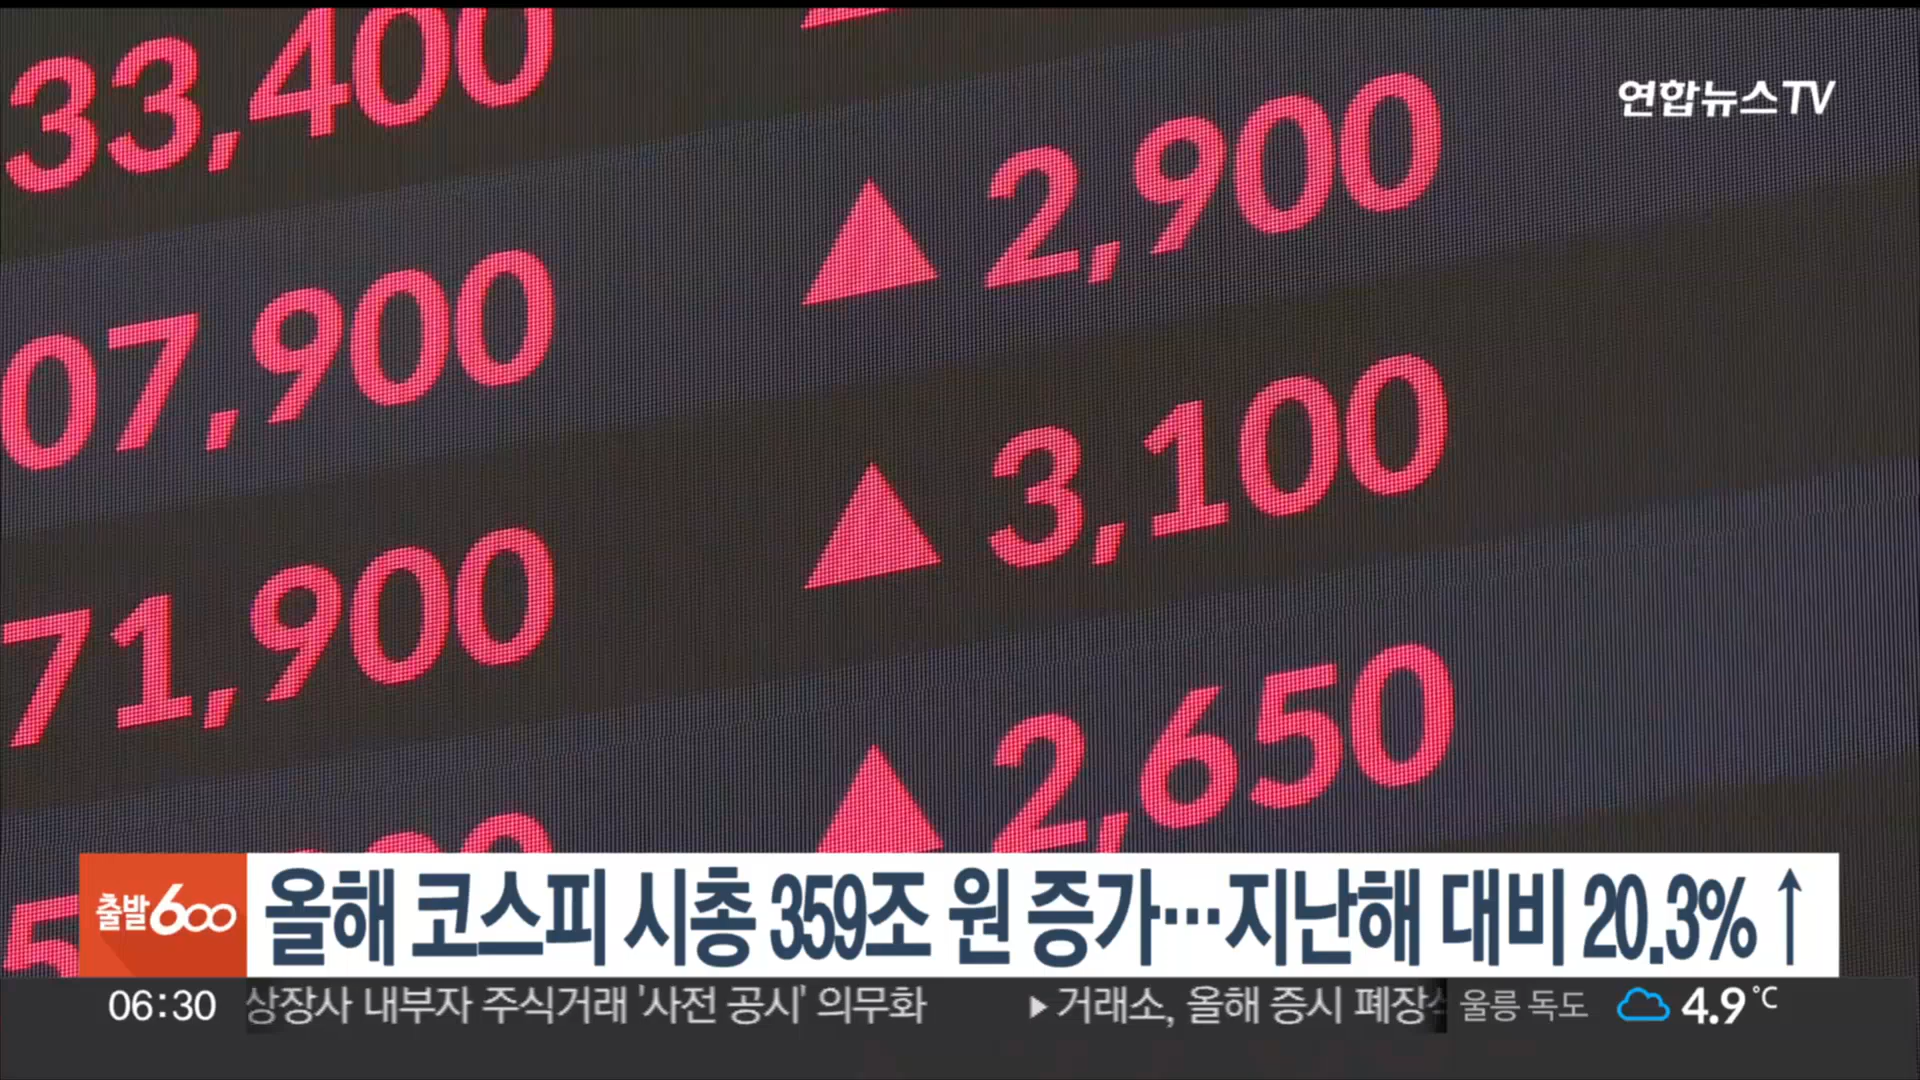 33,400
연합뉴스TV
▲ 2,900
07,900
▲ 3,100
71,900
▲ 2,650
출발600
올해 코스피 시총 359조 원 증가…지난해 대비 20.3%↑
06:30 상장사 내부자 주식거래 '사전 공시' 의무화 ▶거래소, 올해 증시 폐장 울릉 독도 4.9℃